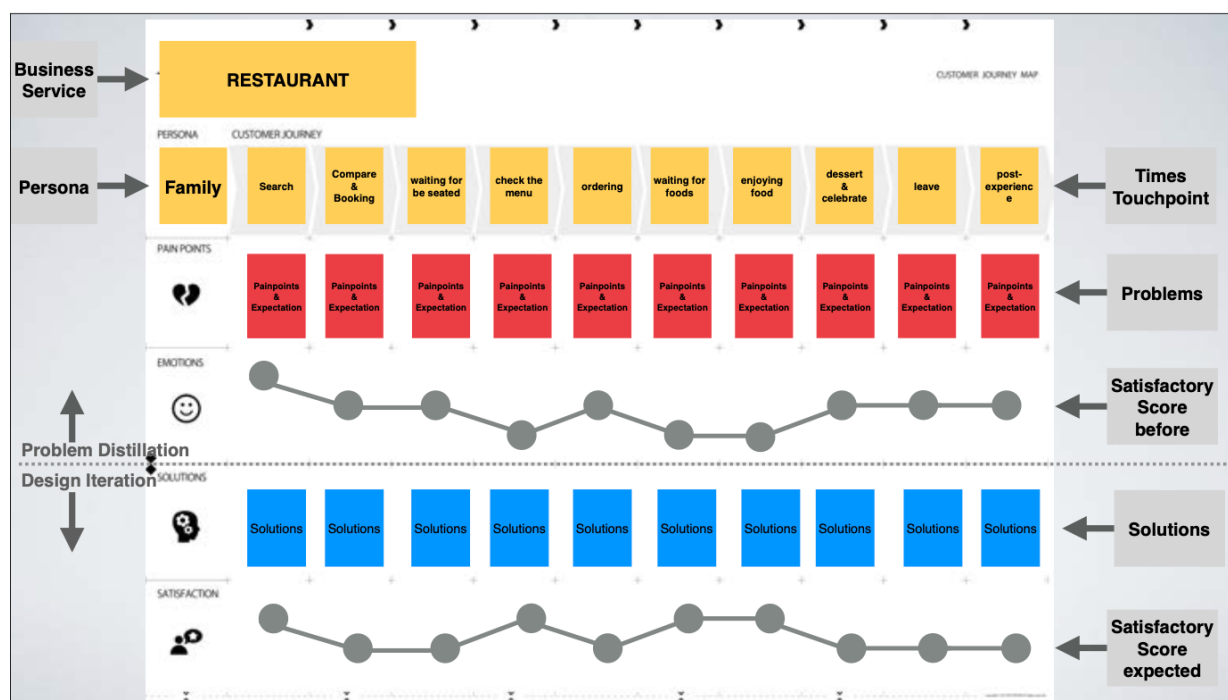 Business
Service
RESTAURANT
CUSTOMER JOURNEY MAP
PERSONA
CUSTOMER JOURNEY
Persona
Family
Search
Compare
&
Booking
waiting for
be seated
check the
menu
ordering
waiting for
foods
enjoying
food
dessert
&
celebrate
leave
post-
experienc
e
Times
Touchpoint
PAIN POINTS
Painpoints
&
Expectation
Painpoints
&
Expectation
Painpoints
&
Expectation
Painpoints
&
Expectation
Painpoints
&
Expectation
Painpoints
&
Expectation
Painpoints
&
Expectation
Painpoints
&
Expectation
Painpoints
&
Expectation
Painpoints
&
Expectation
Problems
EMOTIONS
Satisfactory
Score
before
Problem Distillation
Design Iteration
SOLUTIONS
Solutions
Solutions
Solutions
Solutions
Solutions
Solutions
Solutions
Solutions
Solutions
Solutions
Solutions
SATISFACTION
Satisfactory
Score
expected